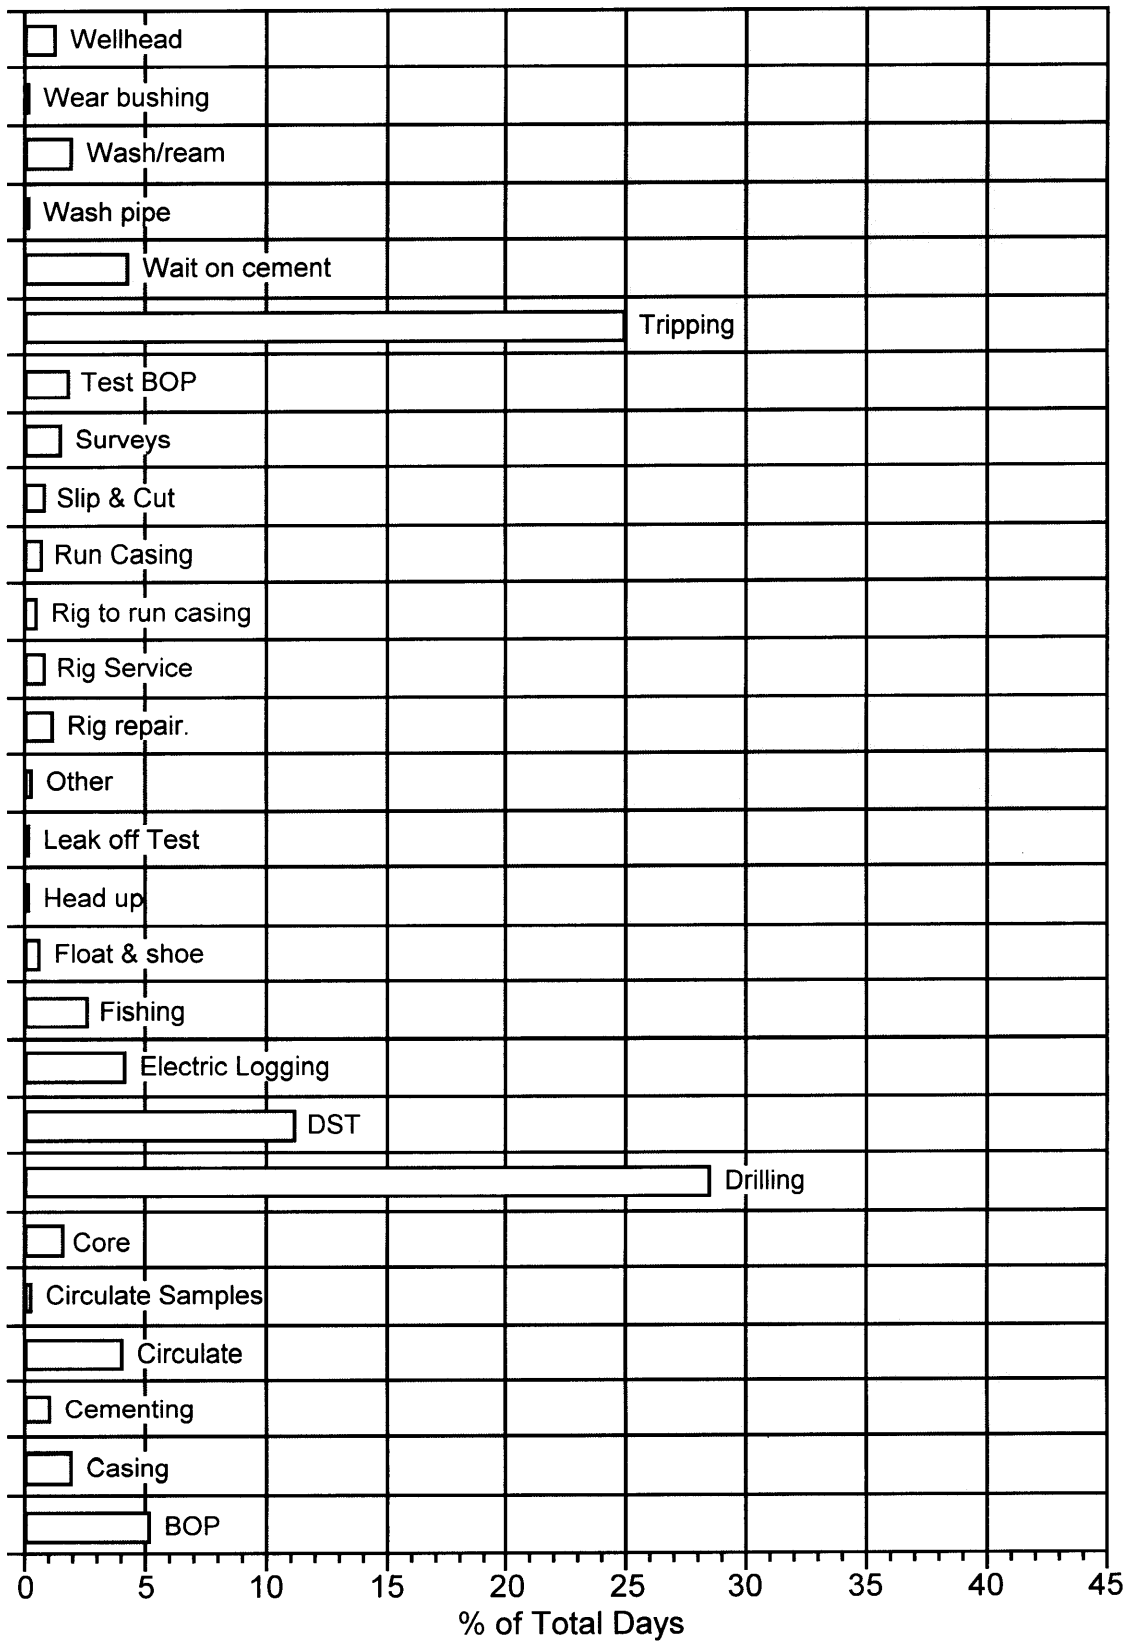 Wellhead
Wear bushing
Wash/ream
Wash pipe
Wait on cement
Tripping
Test BOP
Surveys
Slip & Cut
Run Casing
Rig to run casing
Rig Service
Rig repair.
Other
Leak off Test
Head up
Float & shoe
Fishing
Electric Logging
DST
Drilling
Core
Circulate Samples
Circulate
Cementing
Casing
BOP
0 5 10 15 20 25 30 35 40 45
% of Total Days